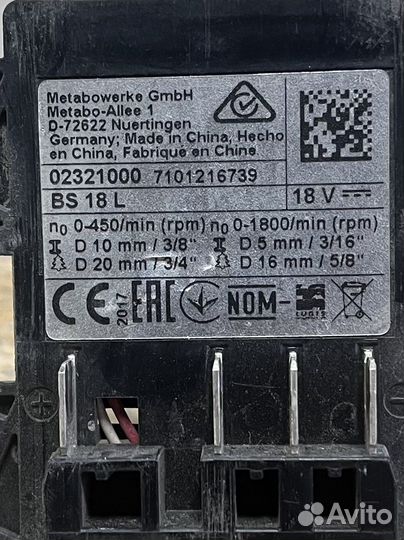 Metabowerke GmbH
Metabo-Allee 1
D-72622 Nuertingen
Germany; Made in China, Hecho
en China, Fabrique en Chine
02321000 7101216739
BS 18 L 18 V
n0 0-450/min (rpm) n0 0-1800/min (rpm)
D 10 mm / 3/8" D 5 mm / 3/16"
D 20 mm / 3/4" D 16 mm / 5/8"
CE 2017 EAC NOM-
Avito